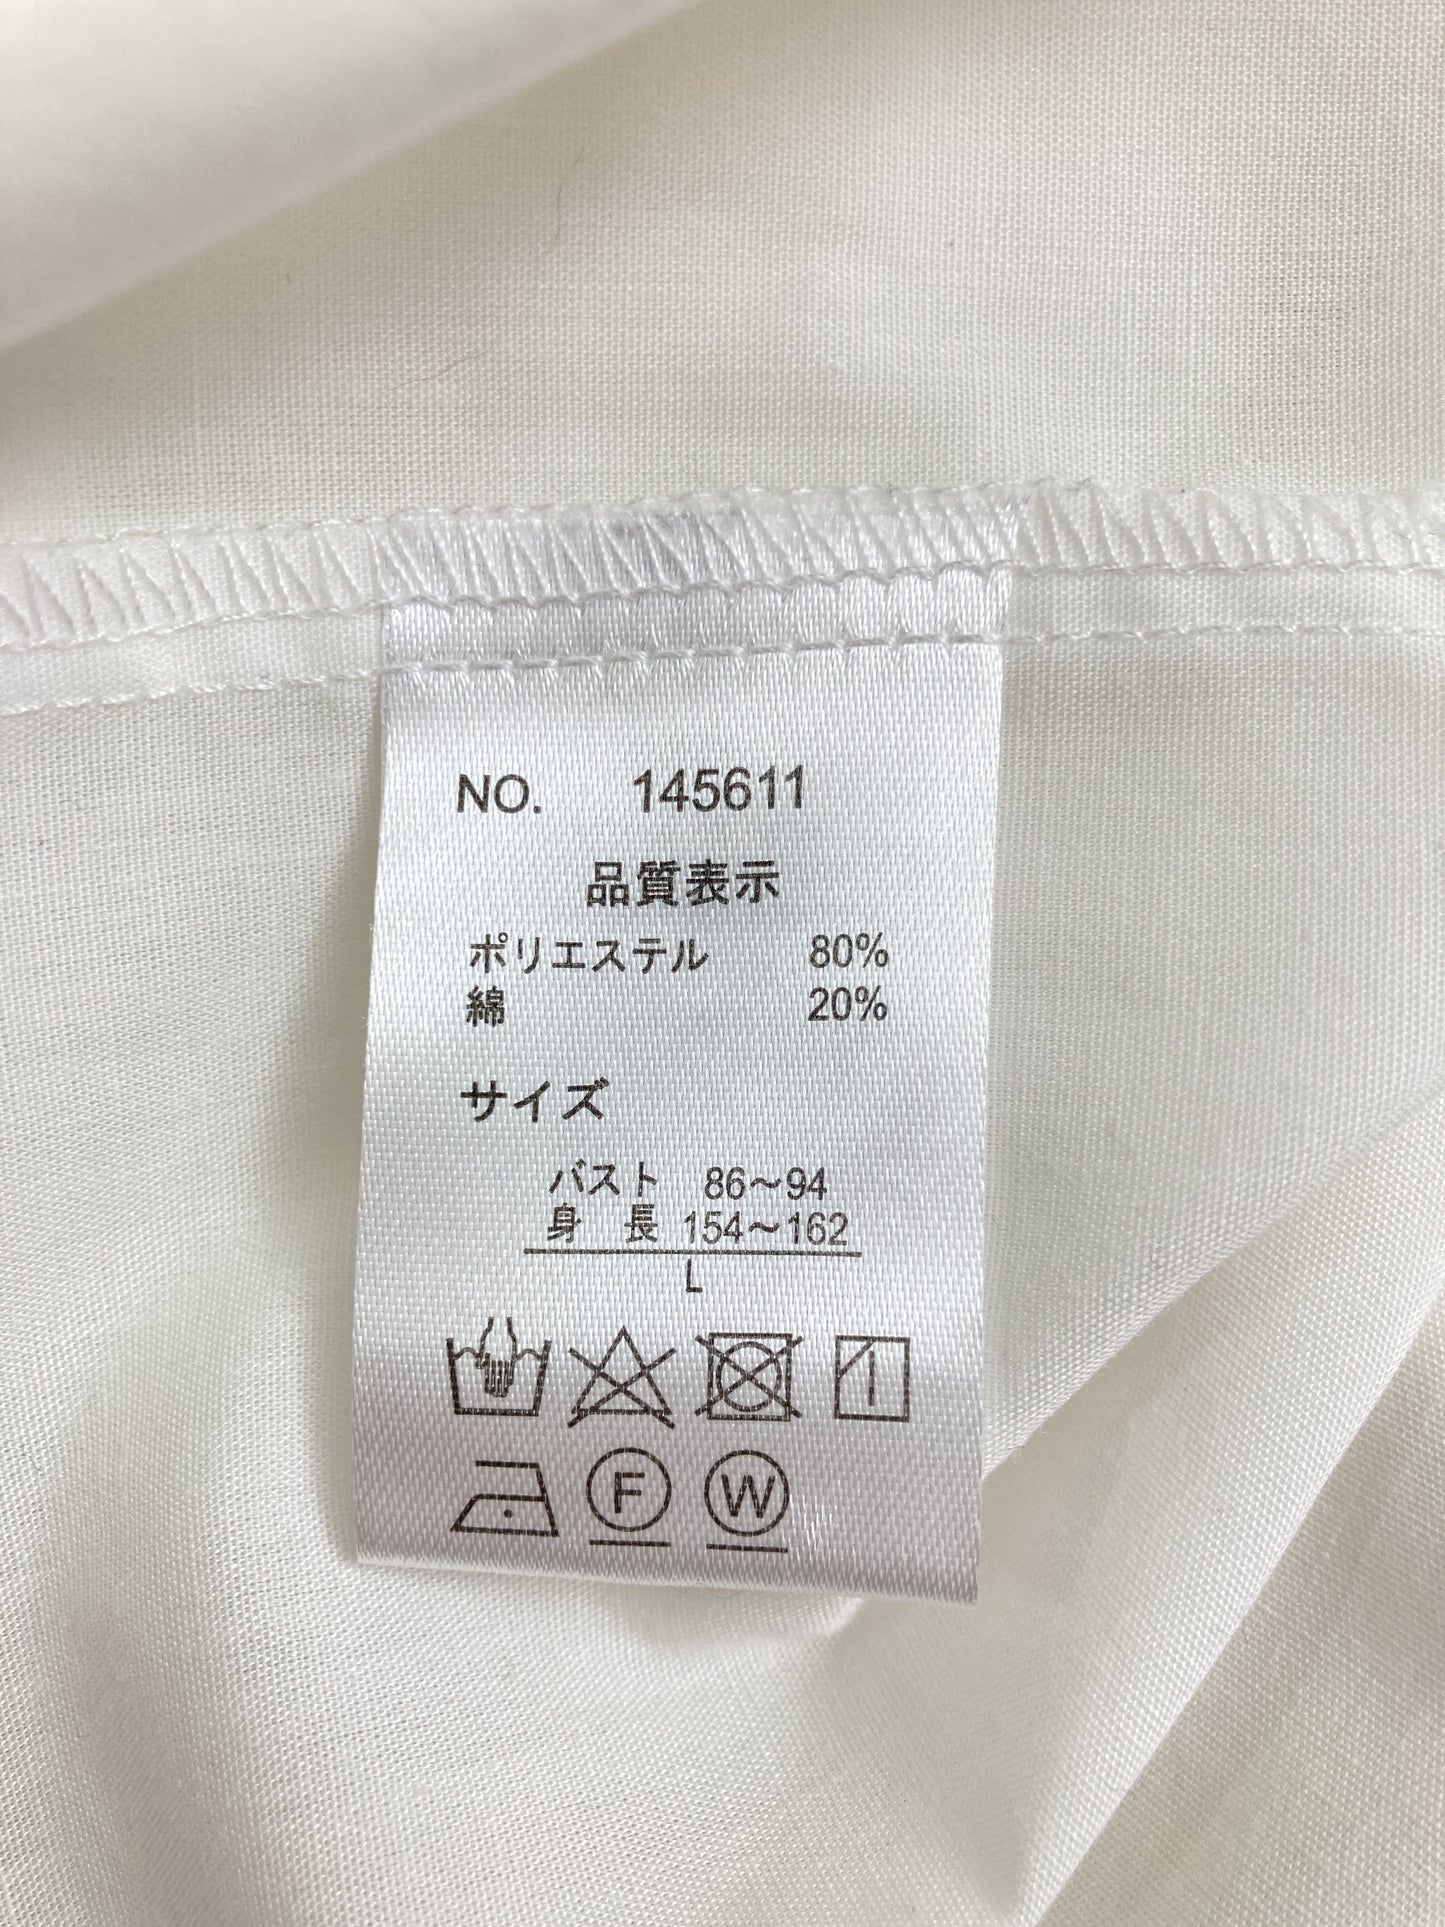 NO. 145611
品質表示
ポリエステル 80%
綿 20%
サイズ
バスト 86～94
身 長 154～162
L
F W